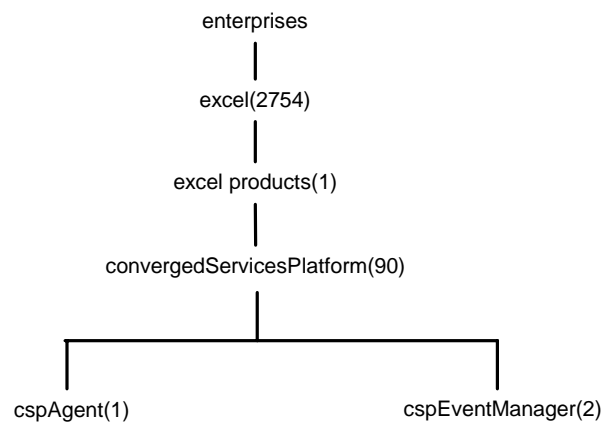 enterprises
excel(2754)
excel products(1)
convergedServicesPlatform(90)
cspAgent(1)
cspEventManager(2)